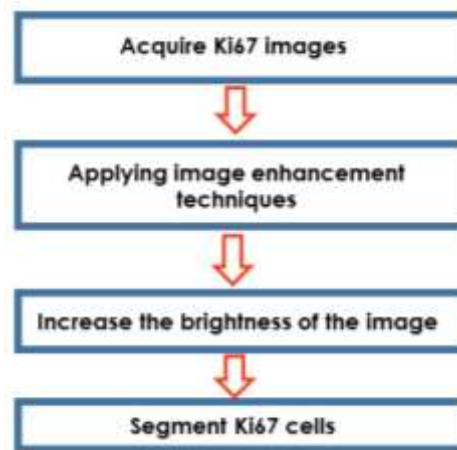 Acquire Ki67 images
Applying image enhancement
techniques
Increase the brightness of the image
Segment Ki67 cells